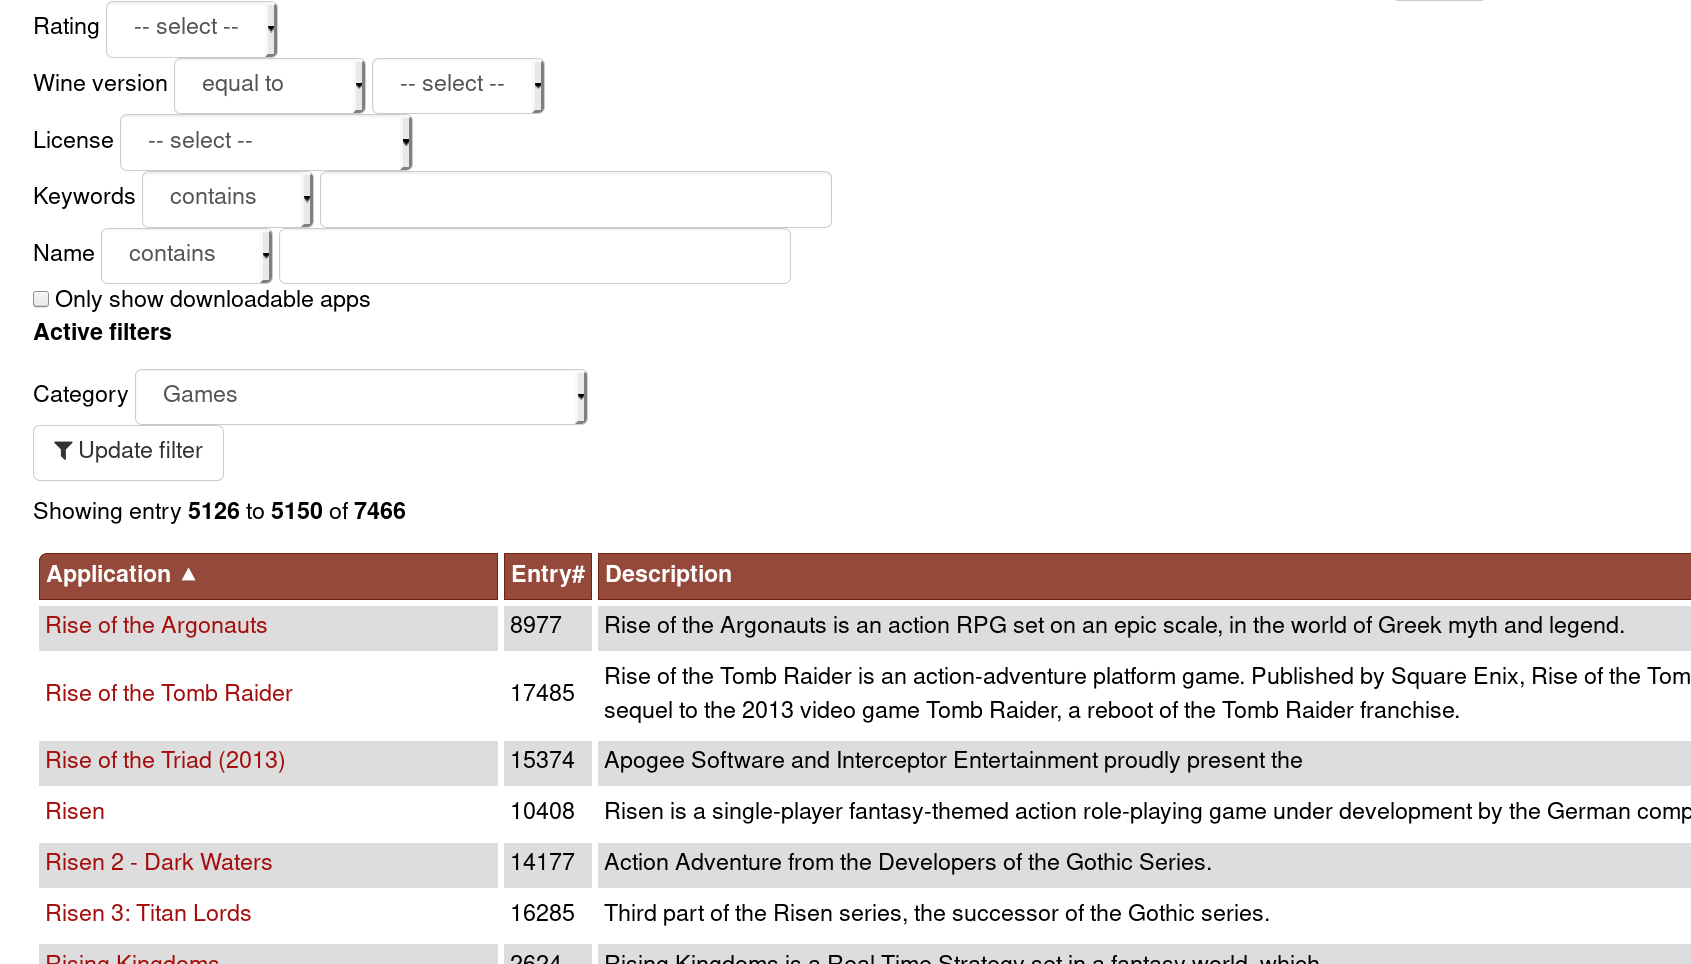 Rating -- select --
Wine version equal to -- select --
License -- select --
Keywords contains
Name contains
Only show downloadable apps
Active filters
Category Games
Update filter
Showing entry 5126 to 5150 of 7466
Application ▲ Entry# Description
Rise of the Argonauts 8977 Rise of the Argonauts is an action RPG set on an epic scale, in the world of Greek myth and legend.
Rise of the Tomb Raider 17485 Rise of the Tomb Raider is an action-adventure platform game. Published by Square Enix, Rise of the Tom
sequel to the 2013 video game Tomb Raider, a reboot of the Tomb Raider franchise.
Rise of the Triad (2013) 15374 Apogee Software and Interceptor Entertainment proudly present the
Risen 10408 Risen is a single-player fantasy-themed action role-playing game under development by the German comp
Risen 2 - Dark Waters 14177 Action Adventure from the Developers of the Gothic Series.
Risen 3: Titan Lords 16285 Third part of the Risen series, the successor of the Gothic series.
Rising Kingdoms 2624 Rising Kingdoms is a Real Time Strategy set in a fantasy world, which